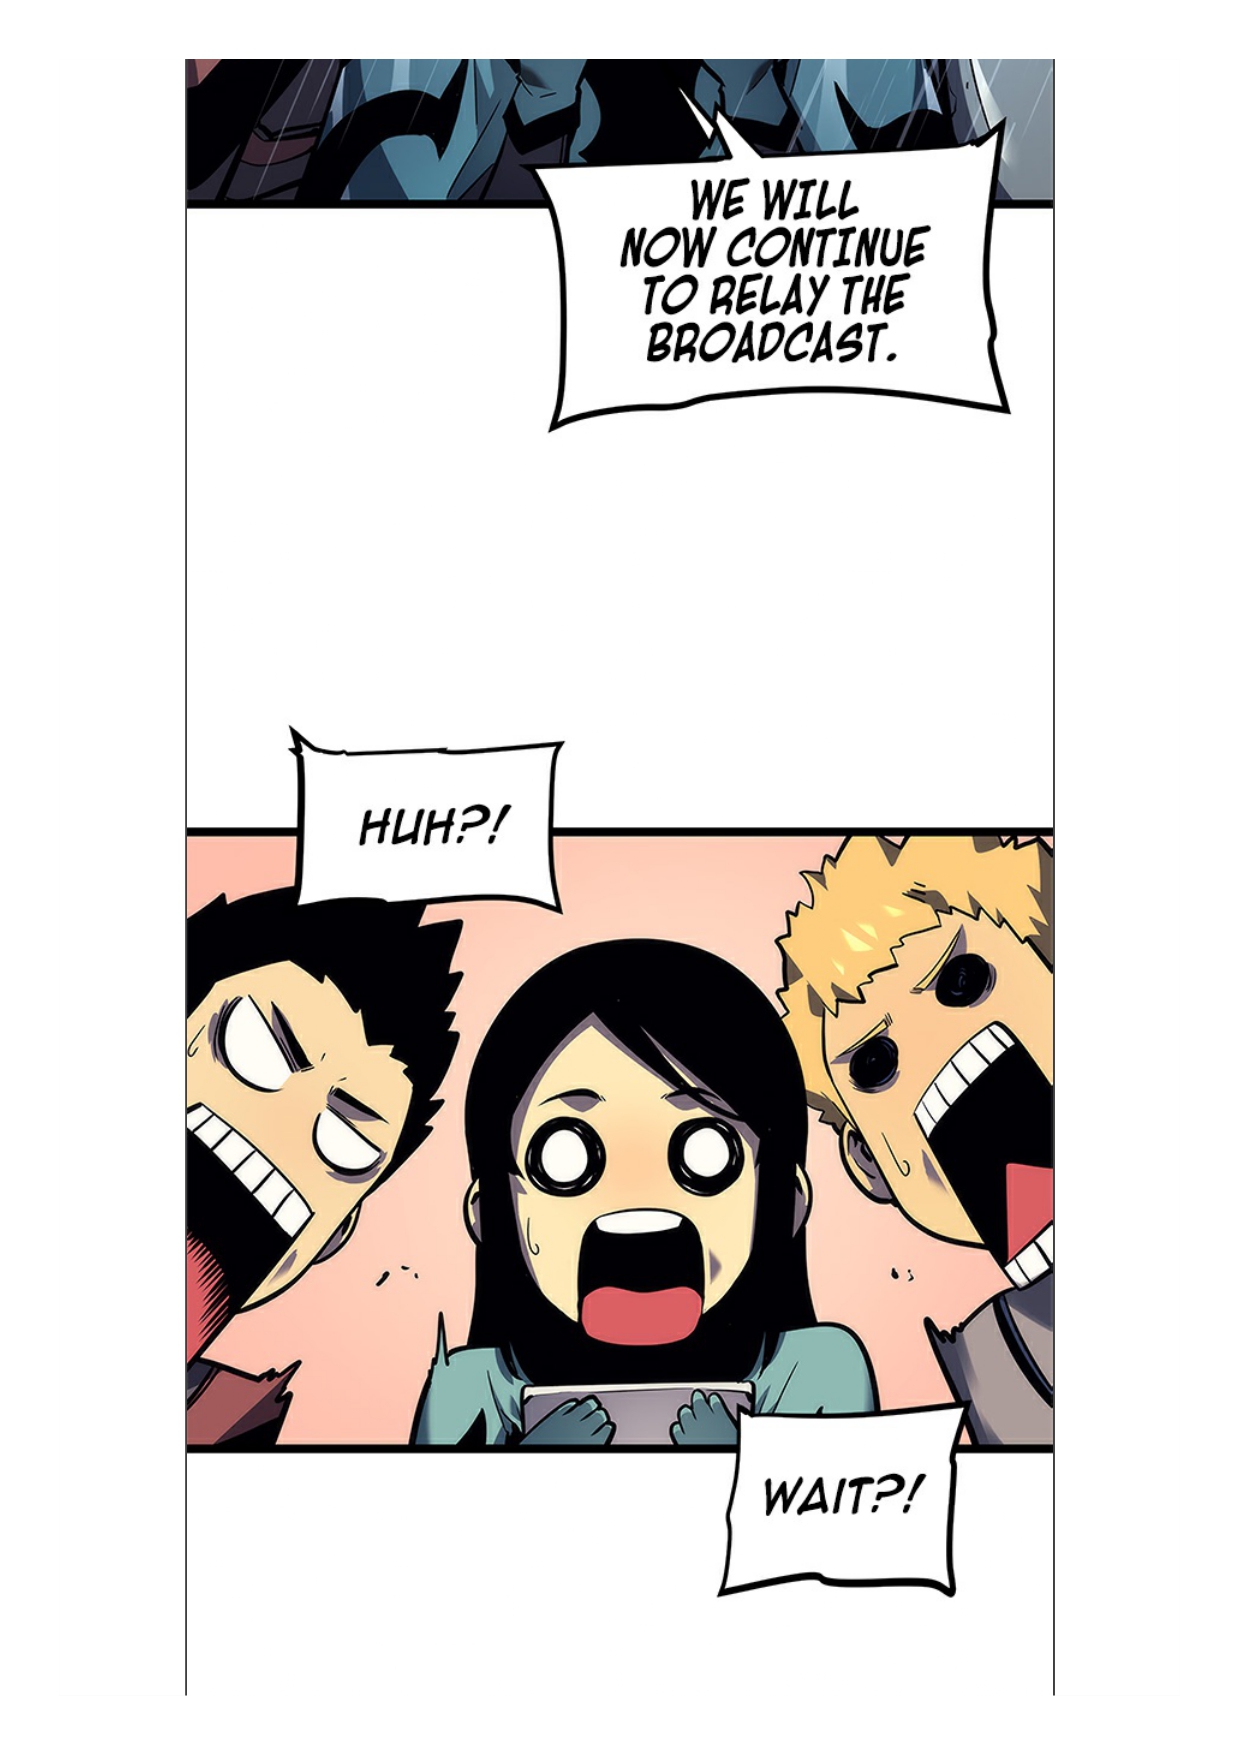 WE WILL
NOW CONTINUE
TO RELAY THE
BROADCAST.
HUH?!
WAIT?!